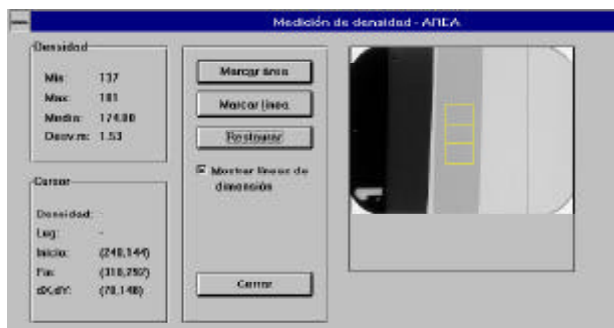 Medición de densidad - AREA
Densidad
Min: 137
Max: 181
Media: 174.00
Desv.m: 1.53
Marcar área
Marcar línea
Restaurar
Mostrar líneas de
dimensión
Cerrar
Cursor
Densidad: -
Log: -
Inicio: (240,144)
Fin: (310,292)
dX,dY: (70,148)